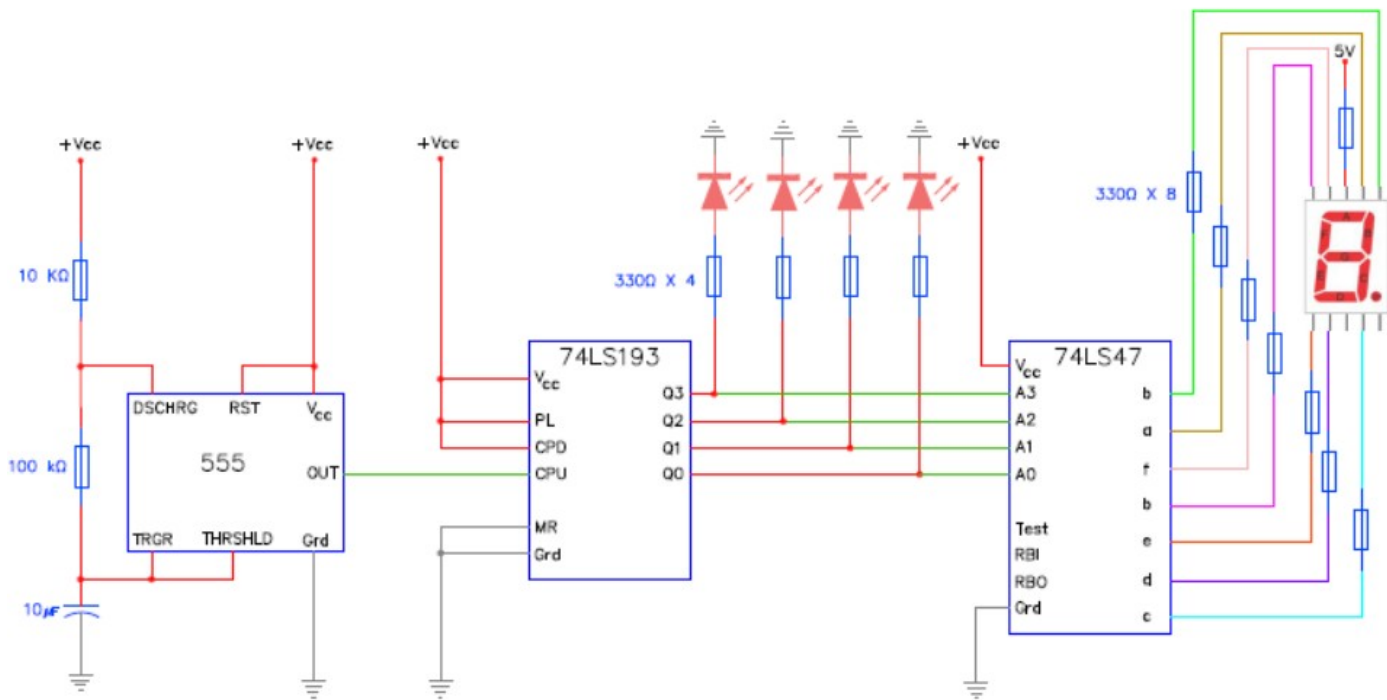 5V
+Vcc
+Vcc
+Vcc
+Vcc
330Ω X 8
10 KΩ
330Ω X 4
DSCHRG
RST
Vcc
555
100 kΩ
OUT
TRGR
THRSHLD
Grd
10µF
74LS193
Vcc
PL
CPD
CPU
MR
Grd
Q3
Q2
Q1
Q0
74LS47
Vcc
A3
A2
A1
A0
Test
RBI
RBO
Grd
b
a
f
b
e
d
c
A
F
B
G
E
C
D